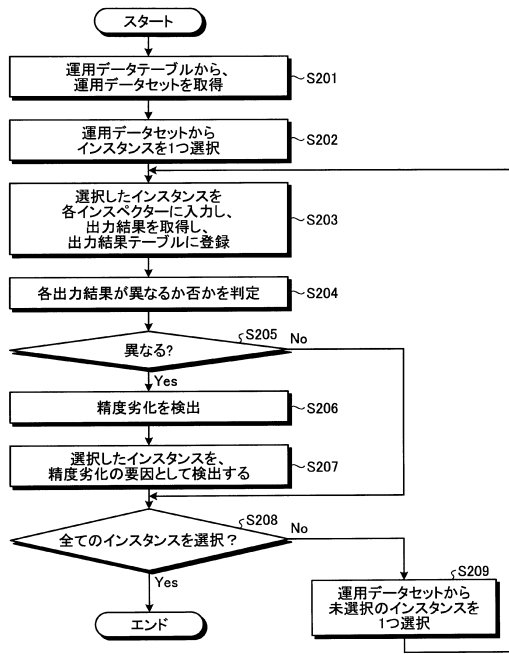 スタート
運用データテーブルから、
運用データセットを取得
S201
運用データセットから
インスタンスを1つ選択
S202
選択したインスタンスを
各インスペクターに入力し、
出力結果を取得し、
出力結果テーブルに登録
S203
各出力結果が異なるか否かを判定
S204
S205
異なる?
No
Yes
精度劣化を検出
S206
選択したインスタンスを、
精度劣化の要因として検出する
S207
S208
全てのインスタンスを選択?
No
Yes
S209
運用データセットから
未選択のインスタンスを
1つ選択
エンド